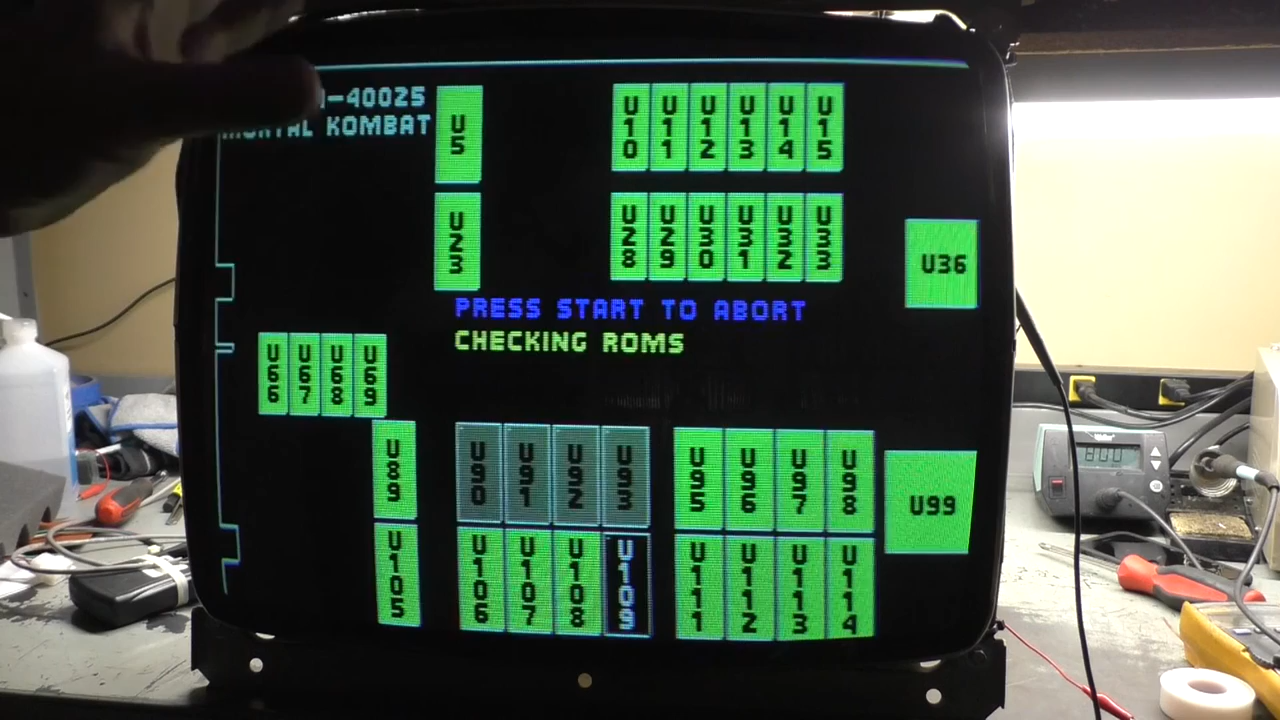 -40025
KOMBAT
U5
U10 U11 U12 U13 U14 U15
U23
U28 U29 U30 U31 U32 U33
U36
PRESS START TO ABORT
CHECKING ROMS
U66 U67 U68 U69
U89
U90 U91 U92 U93
U95 U96 U97 U98
U99
U105
U106 U107 U108 U109
U111 U112 U113 U114